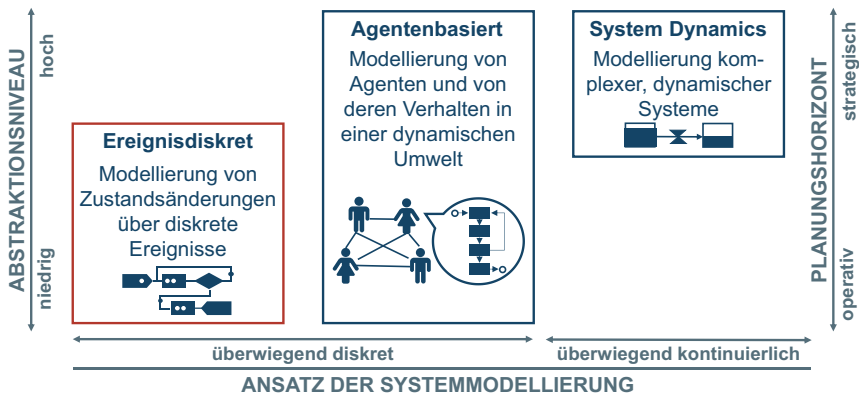 ABSTRAKTIONSNIVEAU
hoch
niedrig
Ereignisdiskret
Modellierung von
Zustandsänderungen
über diskrete
Ereignisse
Agentenbasiert
Modellierung von
Agenten und von
deren Verhalten in
einer dynamischen
Umwelt
System Dynamics
Modellierung kom-
plexer, dynamischer
Systeme
PLANUNGSHORIZONT
strategisch
operativ
überwiegend diskret
überwiegend kontinuierlich
ANSATZ DER SYSTEMMODELLIERUNG